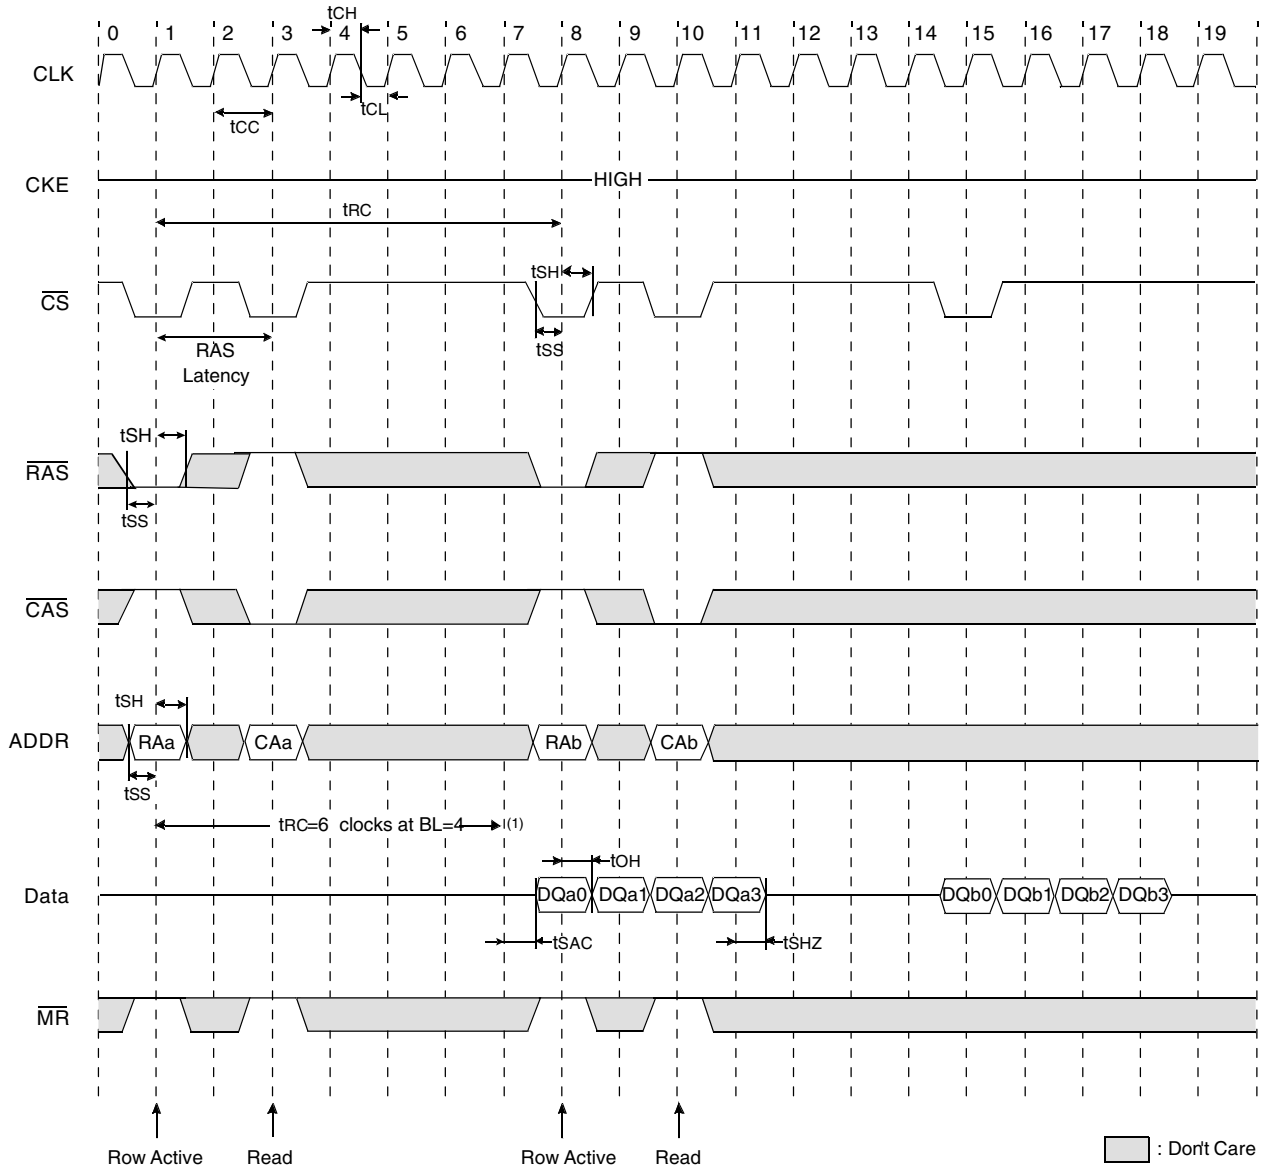 tCH
0 1 2 3 4 5 6 7 8 9 10 11 12 13 14 15 16 17 18 19
CLK
tCL
tCC
CKE
HIGH
tRC
tSH
CS
tSS
RAS
Latency
tSH
RAS
tSS
CAS
tSH
ADDR
RAa CAa RAb CAb
tSS
tRC=6 clocks at BL=4 (1)
tOH
Data
DQa0 DQa1 DQa2 DQa3 DQb0 DQb1 DQb2 DQb3
tSAC tSHZ
MR
Row Active Read Row Active Read
: Don't Care